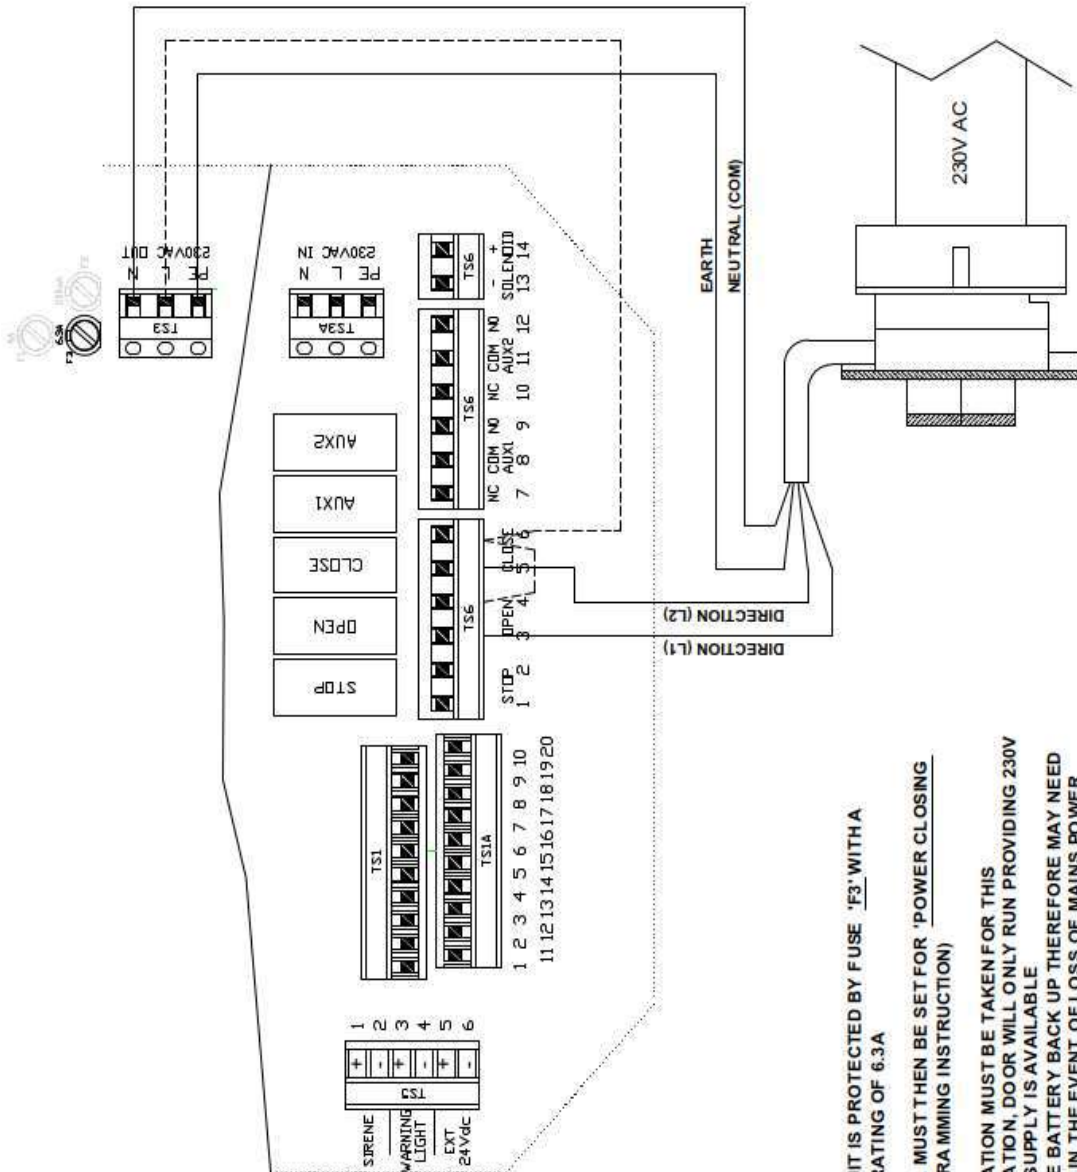 230VAC OUT
N L PE
TS3
6.3A
F3
230VAC IN
N L PE
TS3A
STOP
OPEN
CLOSE
AUX1
AUX2
TS6
1 2 3 4 5 6
STOP OPEN CLOSE
TS6
NC COM NO NC COM NO
AUX1 AUX2
7 8 9 10 11 12
TS6
- +
SOLENOID
13 14
TS1
TS1A
1 2 3 4 5 6 7 8 9 10
11 12 13 14 15 16 17 18 19 20
+ - + - + -
1 2 3 4 5 6
SIRENE
WARNING
LIGHT
EXT
24Vdc
EARTH
NEUTRAL (COM)
DIRECTION (L2)
DIRECTION (L1)
230V AC
IT IS PROTECTED BY FUSE 'F3' WITH A
RATING OF 6.3A
MUST THEN BE SET FOR 'POWER CLOSING
RA MMING INSTRUCTION)
ATION MUST BE TAKEN FOR THIS
ATION, DOOR WILL ONLY RUN PROVIDING 230V
SUPPLY IS AVAILABLE
E BATTERY BACK UP THEREFORE MAY NEED
IN THE EVENT OF LOSS OF MAINS POWER